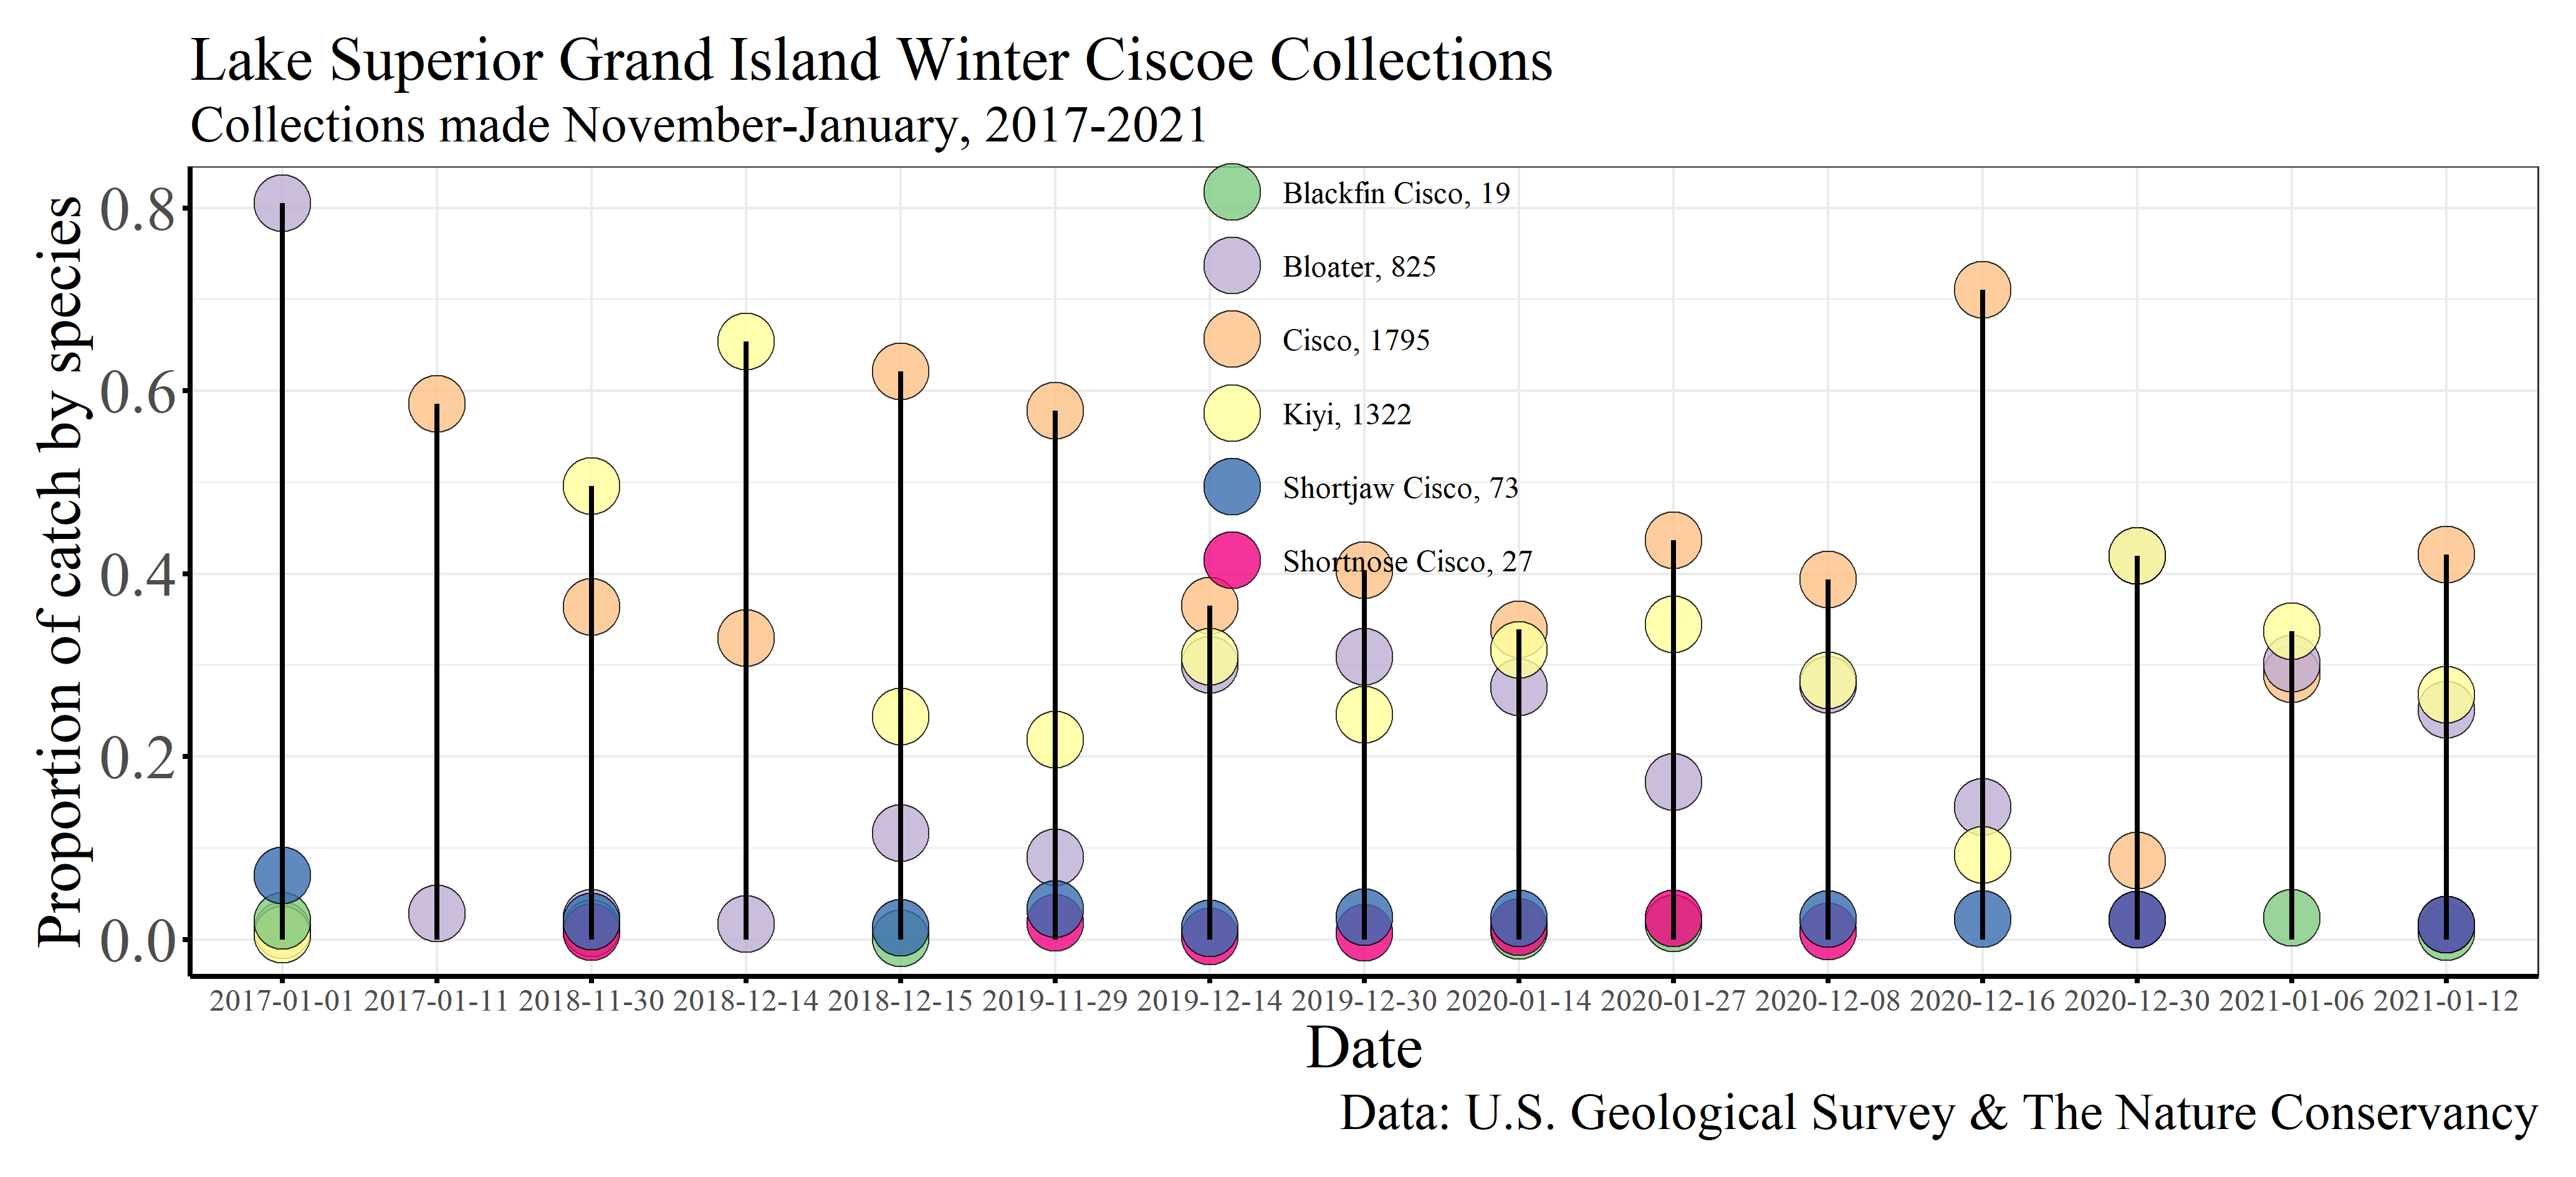 Lake Superior Grand Island Winter Ciscoe Collections
Collections made November-January, 2017-2021
Proportion of catch by species
0.8
0.6
0.4
0.2
0.0
Blackfin Cisco, 19
Bloater, 825
Cisco, 1795
Kiyi, 1322
Shortjaw Cisco, 73
Shortnose Cisco, 27
2017-01-01 2017-01-11 2018-11-30 2018-12-14 2018-12-15 2019-11-29 2019-12-14 2019-12-30 2020-01-14 2020-01-27 2020-12-08 2020-12-16 2020-12-30 2021-01-06 2021-01-12
Date
Data: U.S. Geological Survey & The Nature Conservancy